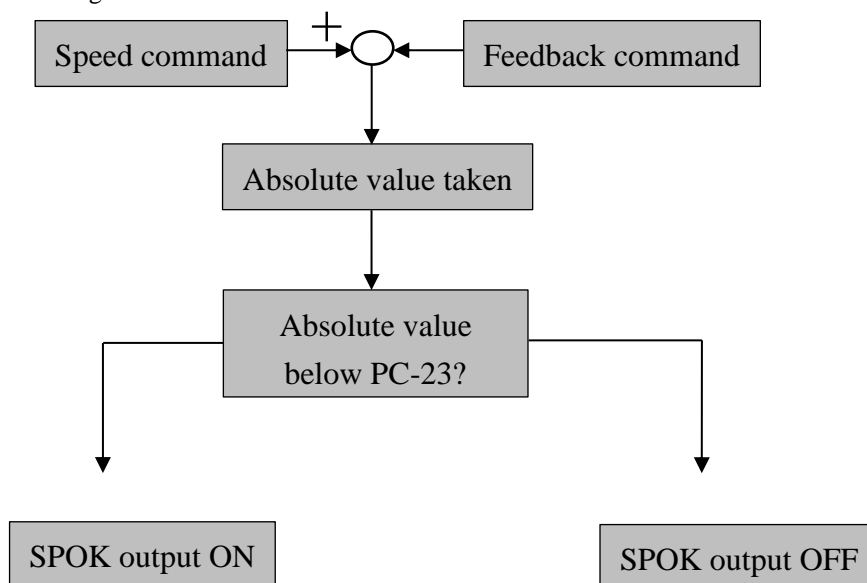 +
Speed command
Feedback command
Absolute value taken
Absolute value
below PC-23?
SPOK output ON
SPOK output OFF